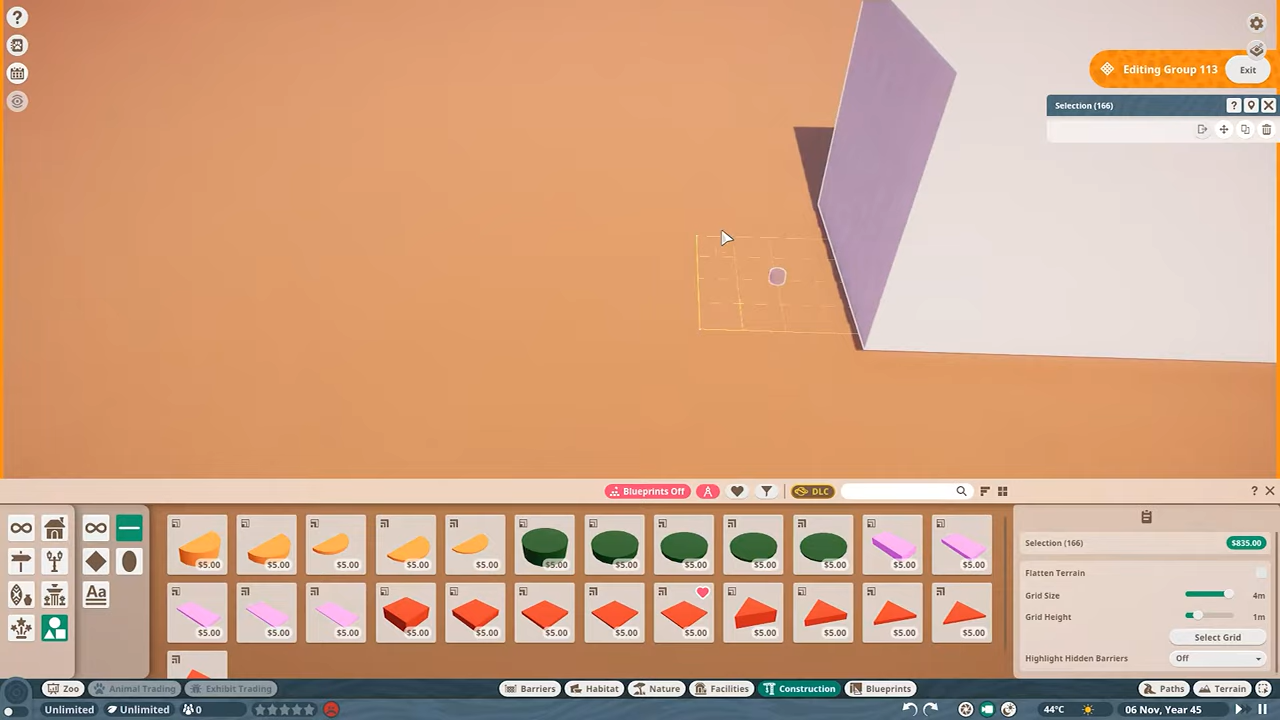 ?
Editing Group 113
Exit
Selection (166)
?
Blueprints Off
DLC
?
$5.00 $5.00 $5.00 $5.00 $5.00 $5.00 $5.00 $5.00 $5.00 $5.00 $5.00 $5.00
Aa
$5.00 $5.00 $5.00 $5.00 $5.00 $5.00 $5.00 $5.00 $5.00 $5.00 $5.00 $5.00
Selection (166) $835.00
Flatten Terrain
Grid Size 4m
Grid Height 1m
Select Grid
Highlight Hidden Barriers Off
Zoo Animal Trading Exhibit Trading Barriers Habitat Nature Facilities Construction Blueprints Paths Terrain
Unlimited Unlimited 0 44°C 06 Nov, Year 45